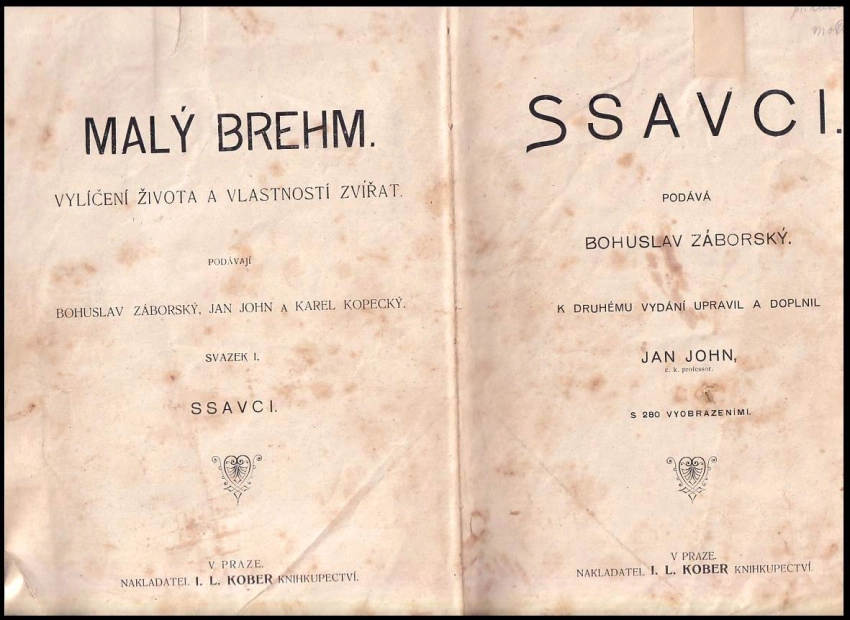 MALÝ BREHM.
VYLÍČENÍ ŽIVOTA A VLASTNOSTÍ ZVÍŘAT.
PODÁVAJÍ
BOHUSLAV ZÁBORSKÝ, JAN JOHN A KAREL KOPECKÝ.
SVAZEK I.
SSAVCI.
V PRAZE.
NAKLADATEL I. L. KOBER KNIHKUPECTVÍ.
SSAVCI.
PODÁVÁ
BOHUSLAV ZÁBORSKÝ.
K DRUHÉMU VYDÁNÍ UPRAVIL A DOPLNIL
JAN JOHN,
c. k. professor.
S 280 VYOBRAZENÍMI.
V PRAZE.
NAKLADATEL I. L. KOBER KNIHKUPECTVÍ.